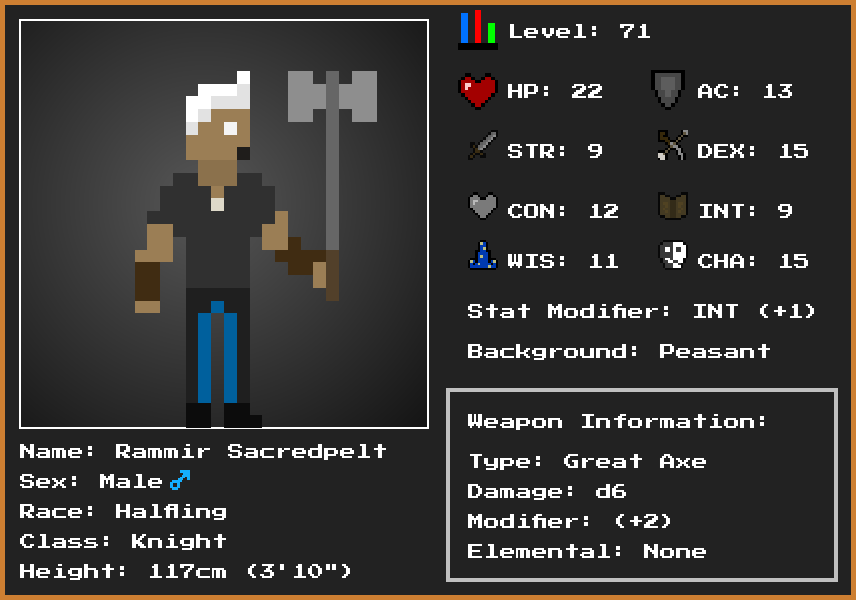 Level: 71
HP: 22
AC: 13
STR: 9
DEX: 15
CON: 12
INT: 9
WIS: 11
CHA: 15
Stat Modifier: INT (+1)
Background: Peasant
Weapon Information:
Type: Great Axe
Damage: d6
Modifier: (+2)
Elemental: None
Name: Rammir Sacredpelt
Sex: Male ♂
Race: Halfling
Class: Knight
Height: 117cm (3'10")